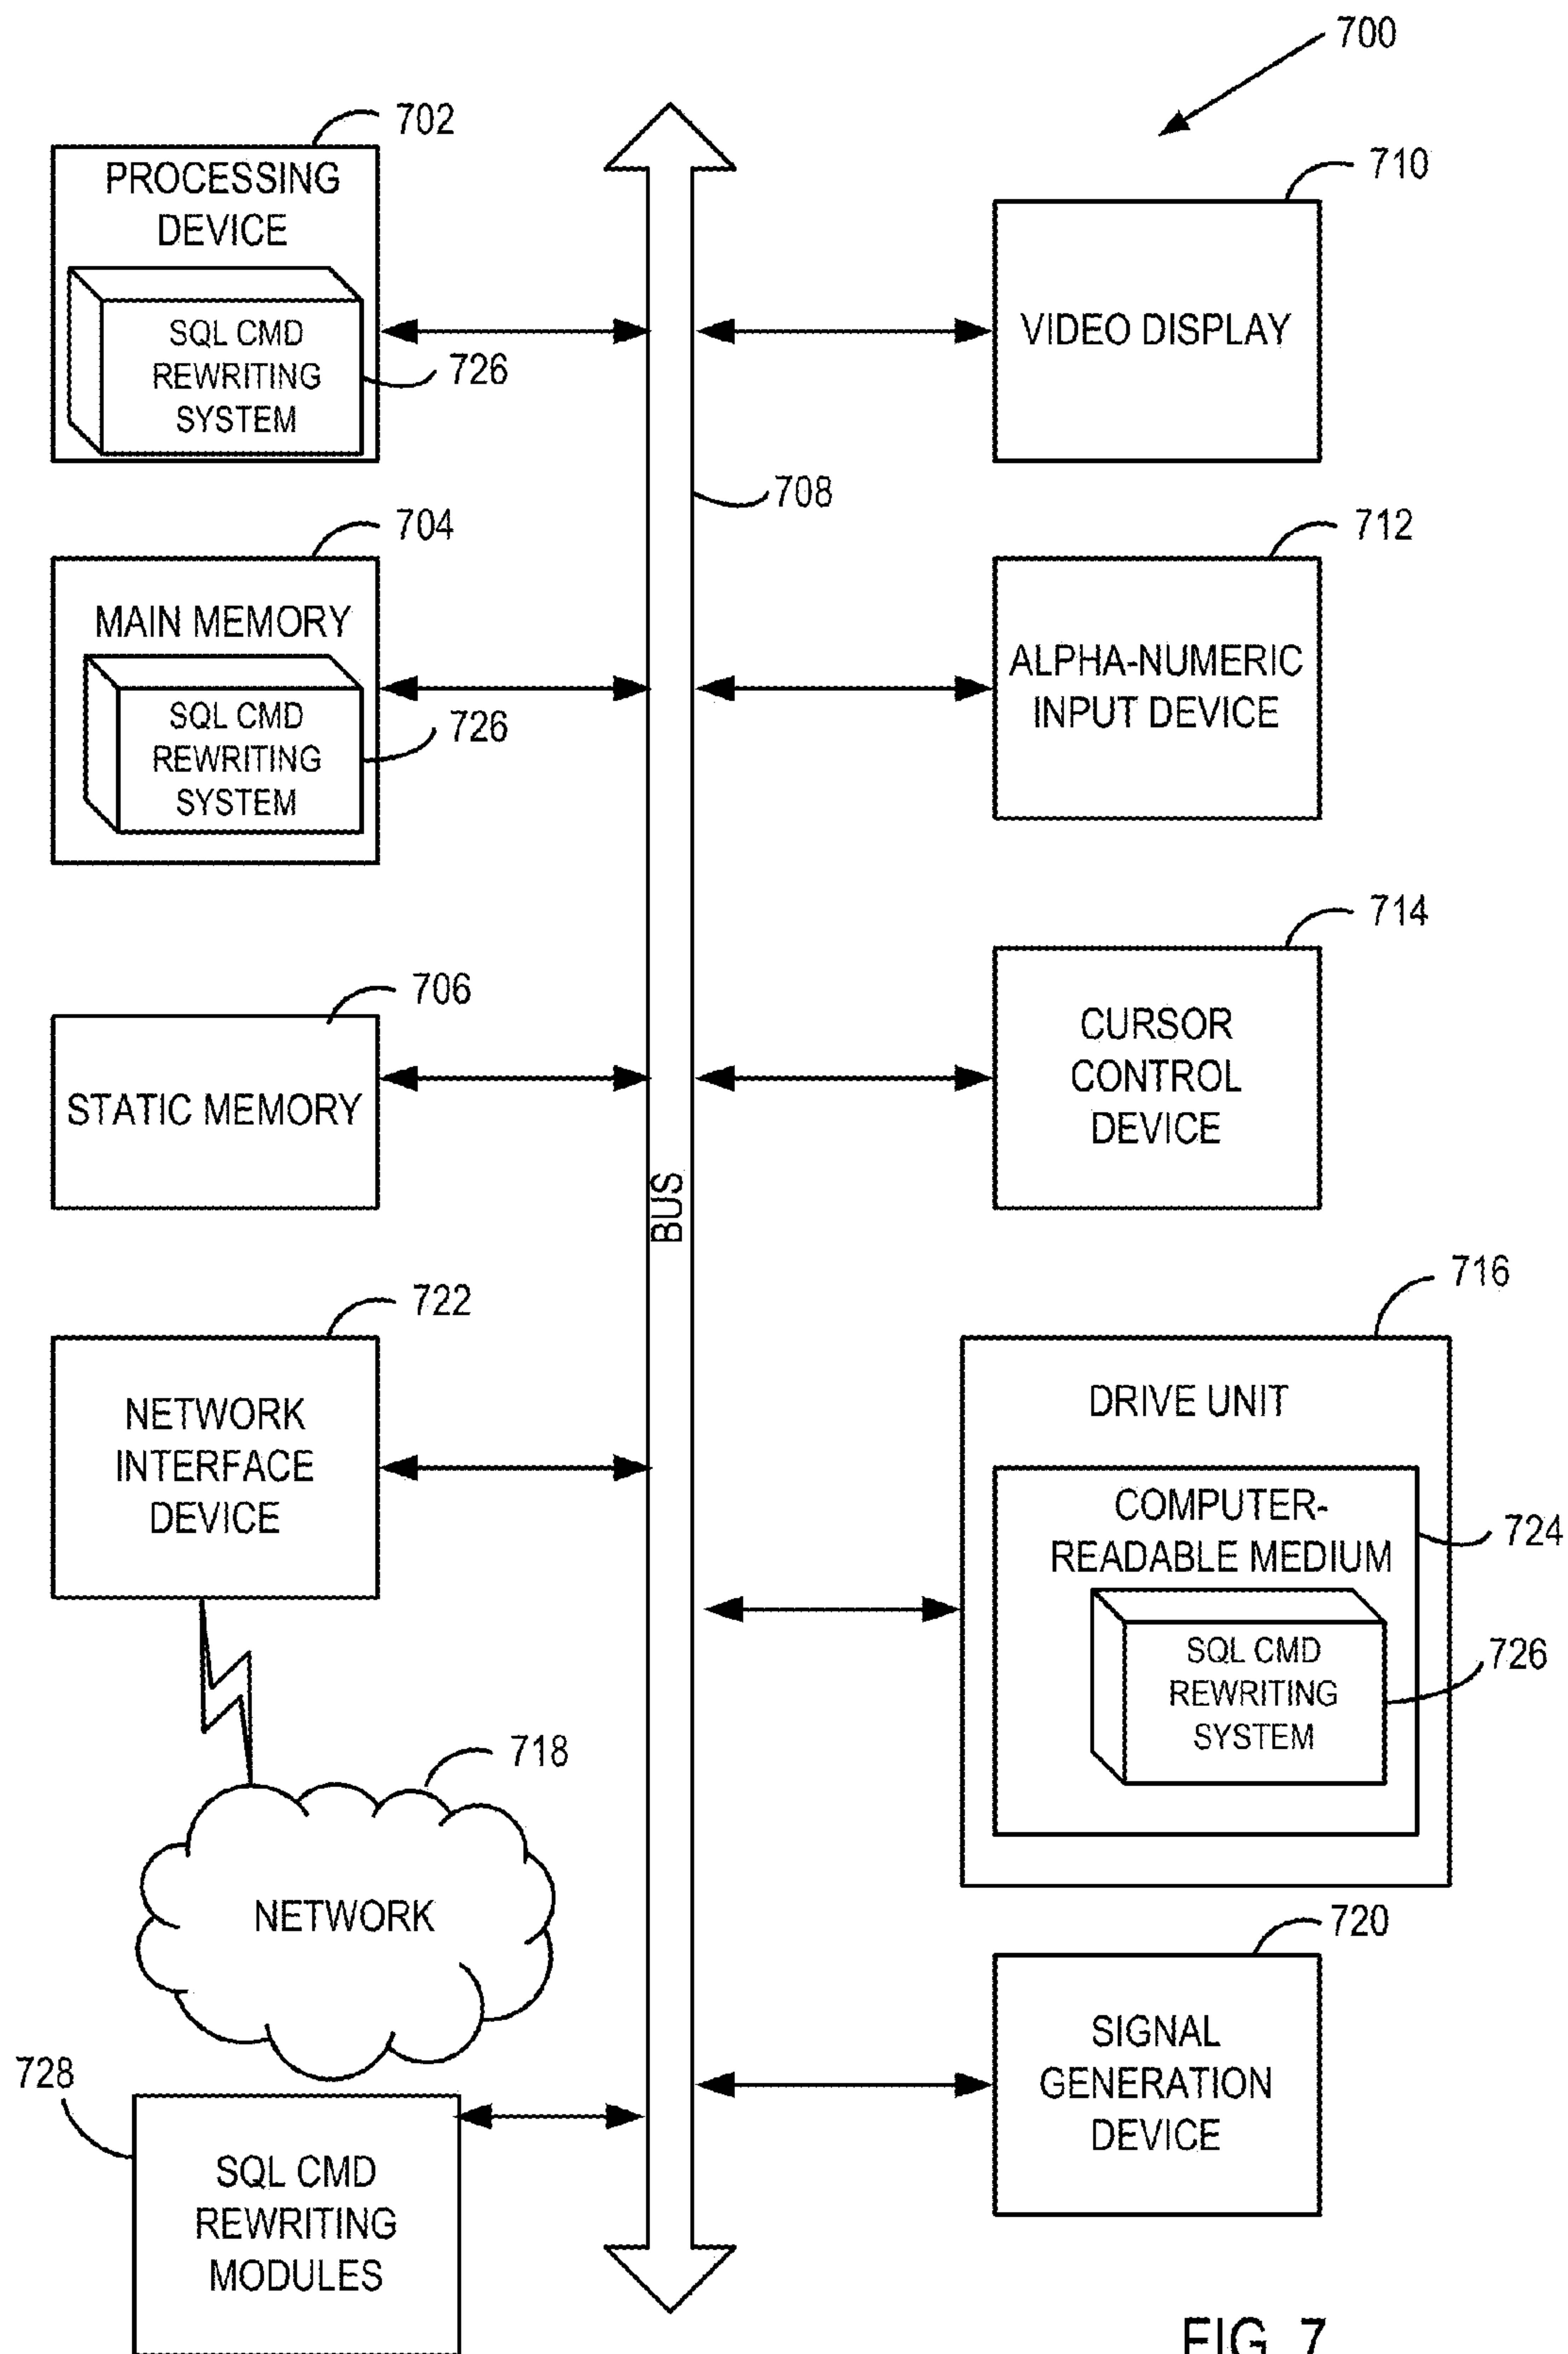 700
702
PROCESSING
DEVICE
SQL CMD
REWRITING
SYSTEM
726
710
VIDEO DISPLAY
708
704
MAIN MEMORY
SQL CMD
REWRITING
SYSTEM
726
712
ALPHA-NUMERIC
INPUT DEVICE
706
STATIC MEMORY
714
CURSOR
CONTROL
DEVICE
BUS
722
NETWORK
INTERFACE
DEVICE
716
DRIVE UNIT
COMPUTER-
READABLE MEDIUM
724
SQL CMD
REWRITING
SYSTEM
726
718
NETWORK
720
SIGNAL
GENERATION
DEVICE
728
SQL CMD
REWRITING
MODULES
FIG. 7